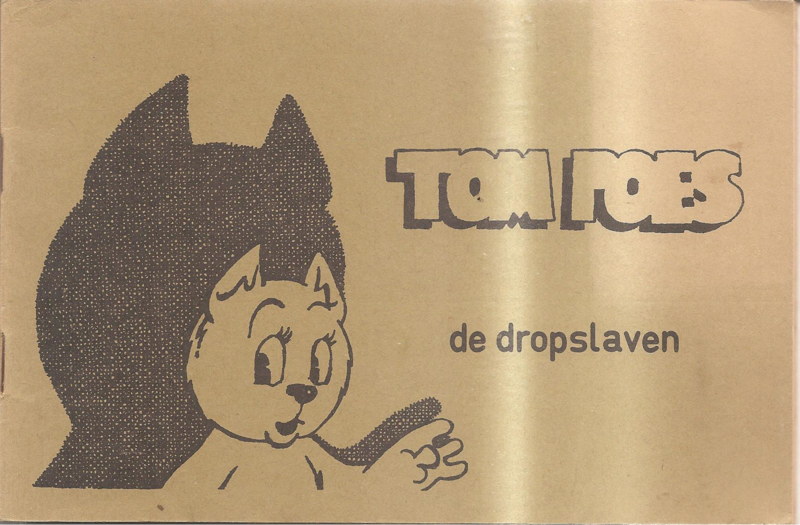 TOM POES
de dropslaven